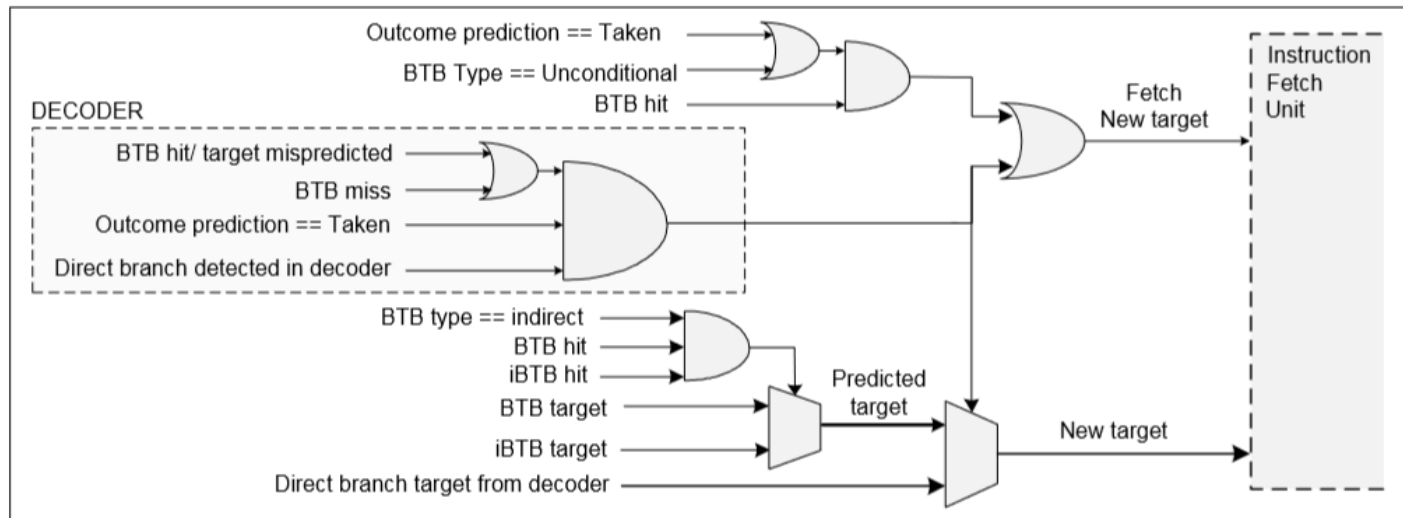 Outcome prediction == Taken
BTB Type == Unconditional
BTB hit
Instruction
Fetch
Unit
Fetch
New target
DECODER
BTB hit/ target mispredicted
BTB miss
Outcome prediction == Taken
Direct branch detected in decoder
BTB type == indirect
BTB hit
iBTB hit
BTB target
iBTB target
Predicted
target
New target
Direct branch target from decoder